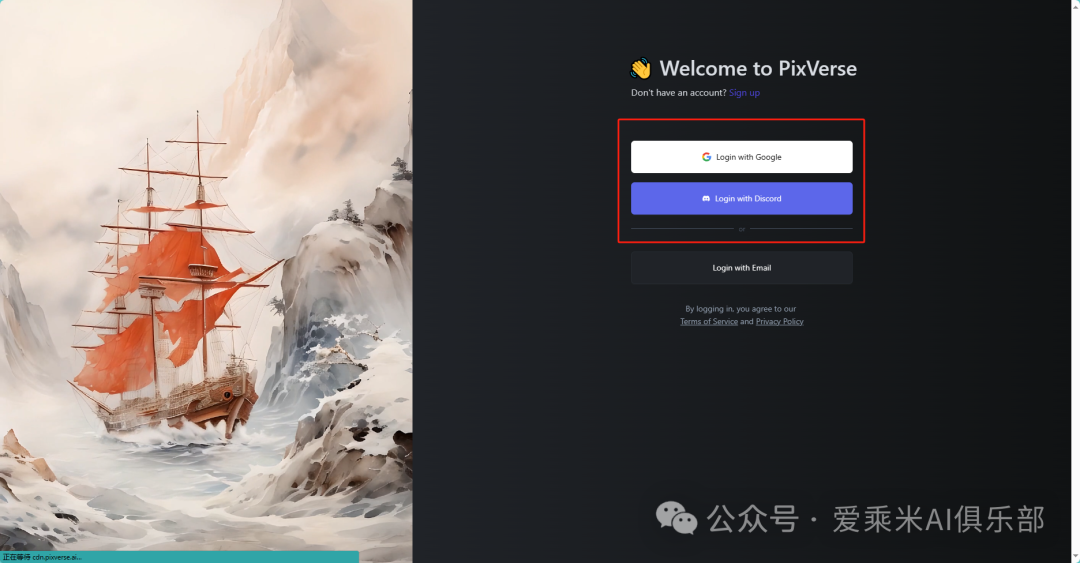 👋 Welcome to PixVerse
Don't have an account? Sign up
Login with Google
Login with Discord
or
Login with Email
By logging in, you agree to our
Terms of Service and Privacy Policy
公众号 · 爱乘米AI俱乐部
正在等待 cdn.pixverse.ai...